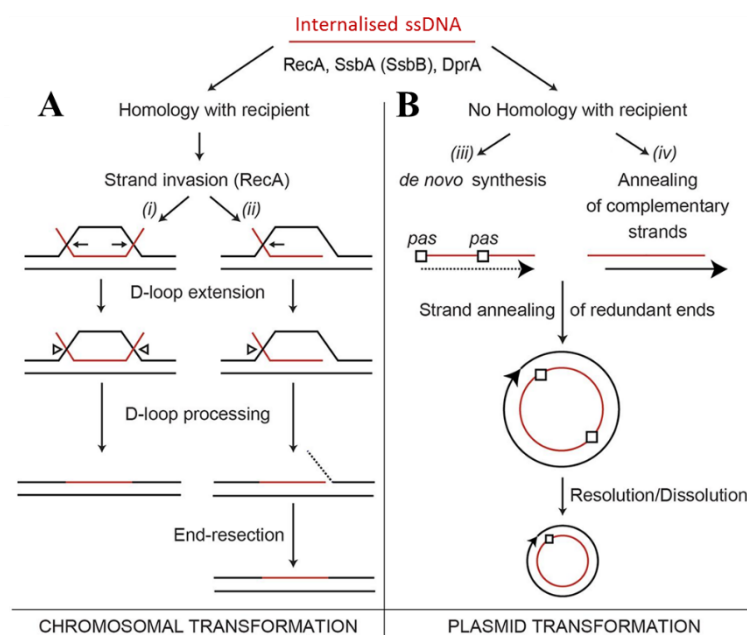 Internalised ssDNA
RecA, SsbA (SsbB), DprA
A
Homology with recipient
Strand invasion (RecA)
(i)
(ii)
D-loop extension
D-loop processing
End-resection
CHROMOSOMAL TRANSFORMATION
B
No Homology with recipient
(iii)
(iv)
de novo synthesis
Annealing
of complementary
strands
pas
pas
Strand annealing
of redundant ends
Resolution/Dissolution
PLASMID TRANSFORMATION